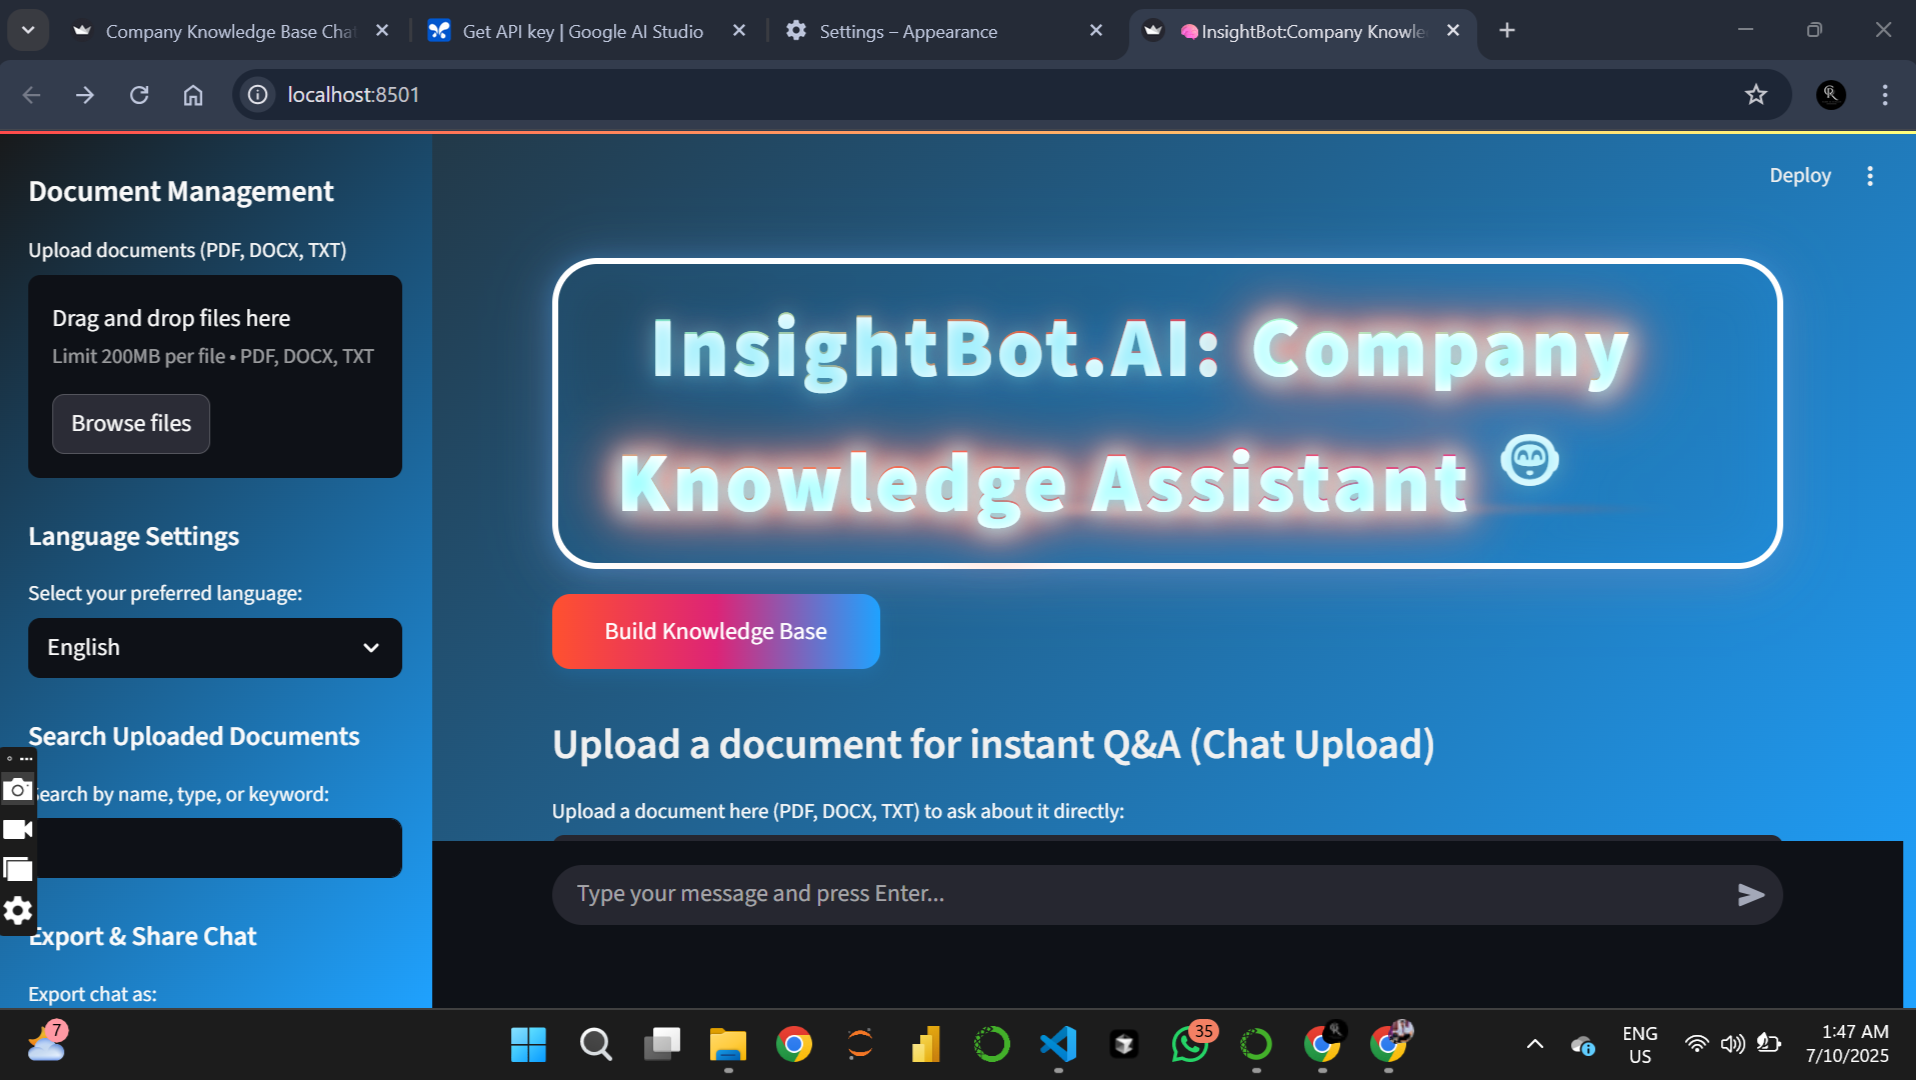 Company Knowledge Base Chat
Get API key | Google AI Studio
Settings – Appearance
InsightBot:Company Knowle
localhost:8501
Deploy
Document Management
Upload documents (PDF, DOCX, TXT)
Drag and drop files here
Limit 200MB per file • PDF, DOCX, TXT
Browse files
Language Settings
Select your preferred language:
English
Search Uploaded Documents
Search by name, type, or keyword:
Export & Share Chat
Export chat as:
InsightBot.AI: Company
Knowledge Assistant
Build Knowledge Base
Upload a document for instant Q&A (Chat Upload)
Upload a document here (PDF, DOCX, TXT) to ask about it directly:
Type your message and press Enter...
7
35
ENG
US
1:47 AM
7/10/2025